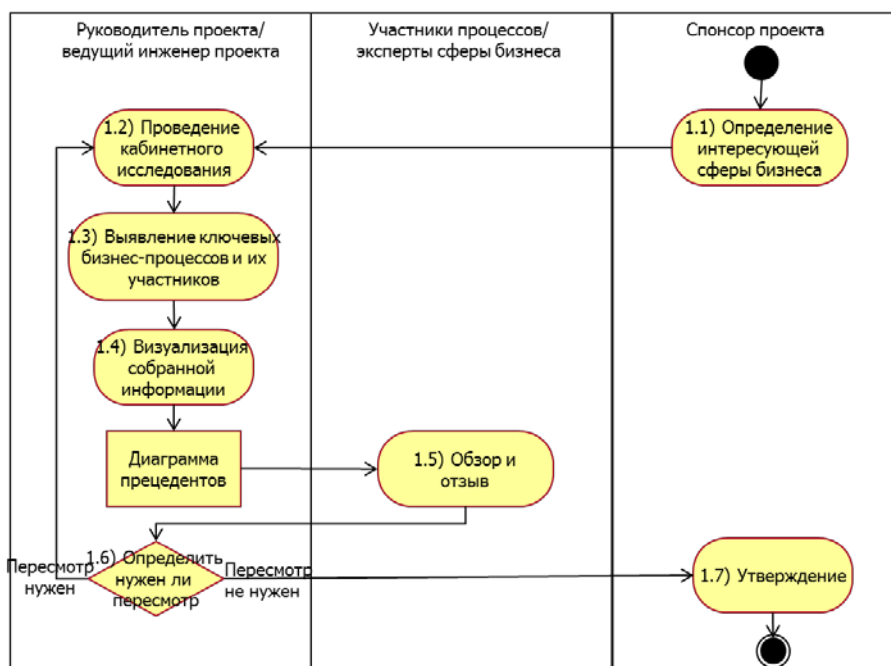 Руководитель проекта/
ведущий инженер проекта
Участники процессов/
эксперты сферы бизнеса
Спонсор проекта
1.1) Определение
интересующей
сферы бизнеса
1.2) Проведение
кабинетного
исследования
1.3) Выявление ключевых
бизнес-процессов и их
участников
1.4) Визуализация
собранной
информации
Диаграмма
прецедентов
1.5) Обзор и
отзыв
1.6) Определить
нужен ли
пересмотр
Пересмотр
нужен
Пересмотр
не нужен
1.7) Утверждение